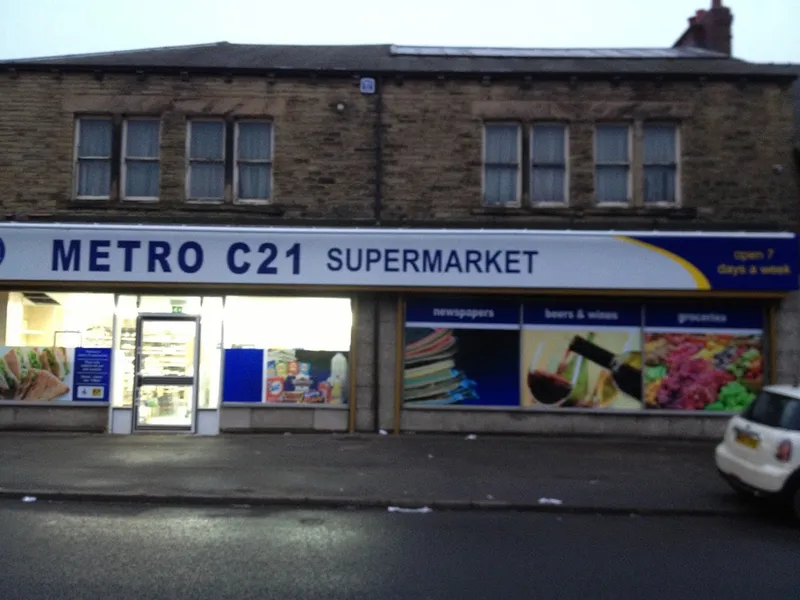 METRO C21 SUPERMARKET
open 7
days a week
newspapers
beers & wines
groceries